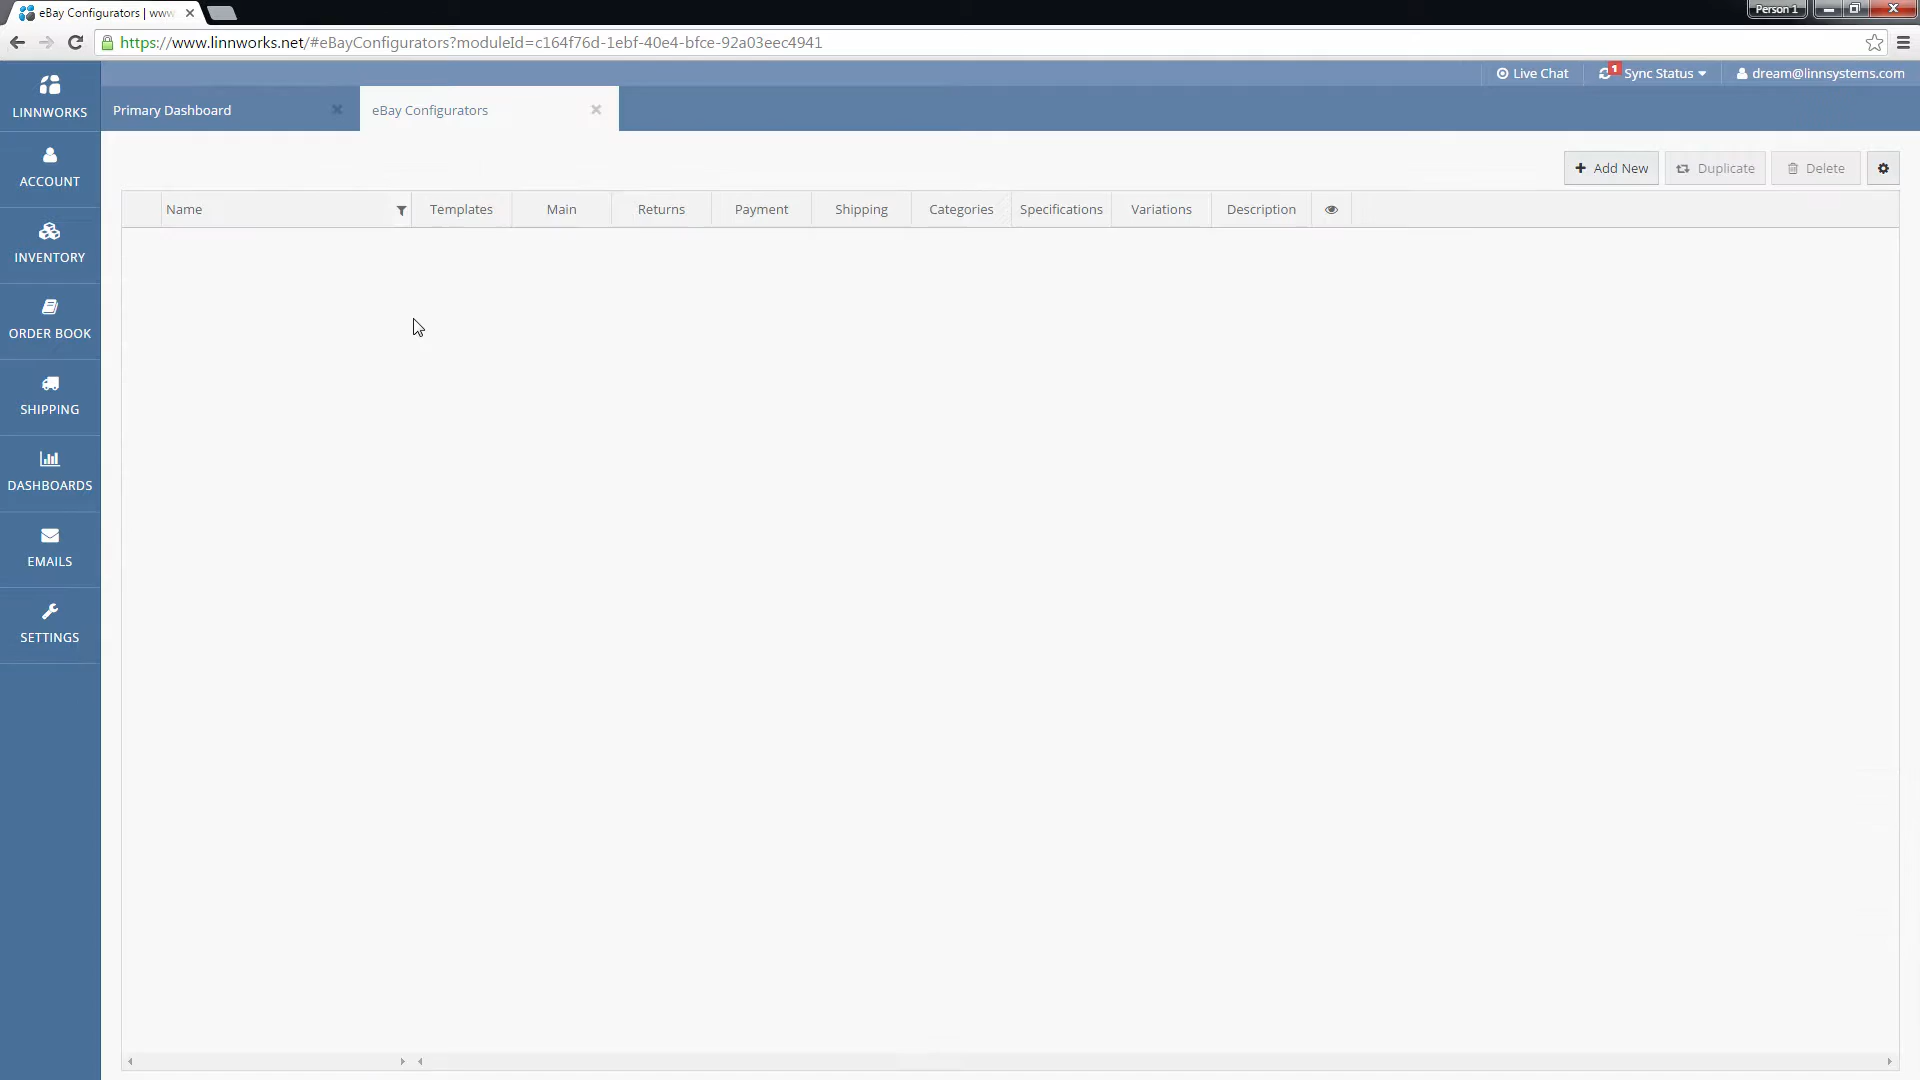 eBay Configurators | www
Person 1
https://www.linnworks.net/#eBayConfigurators?moduleId=c164f76d-1ebf-40e4-bfce-92a03eec4941
Live Chat
1
Sync Status
dream@linnsystems.com
LINNWORKS
Primary Dashboard
eBay Configurators
ACCOUNT
Add New
Duplicate
Delete
Name
Templates
Main
Returns
Payment
Shipping
Categories
Specifications
Variations
Description
INVENTORY
ORDER BOOK
SHIPPING
DASHBOARDS
EMAILS
SETTINGS